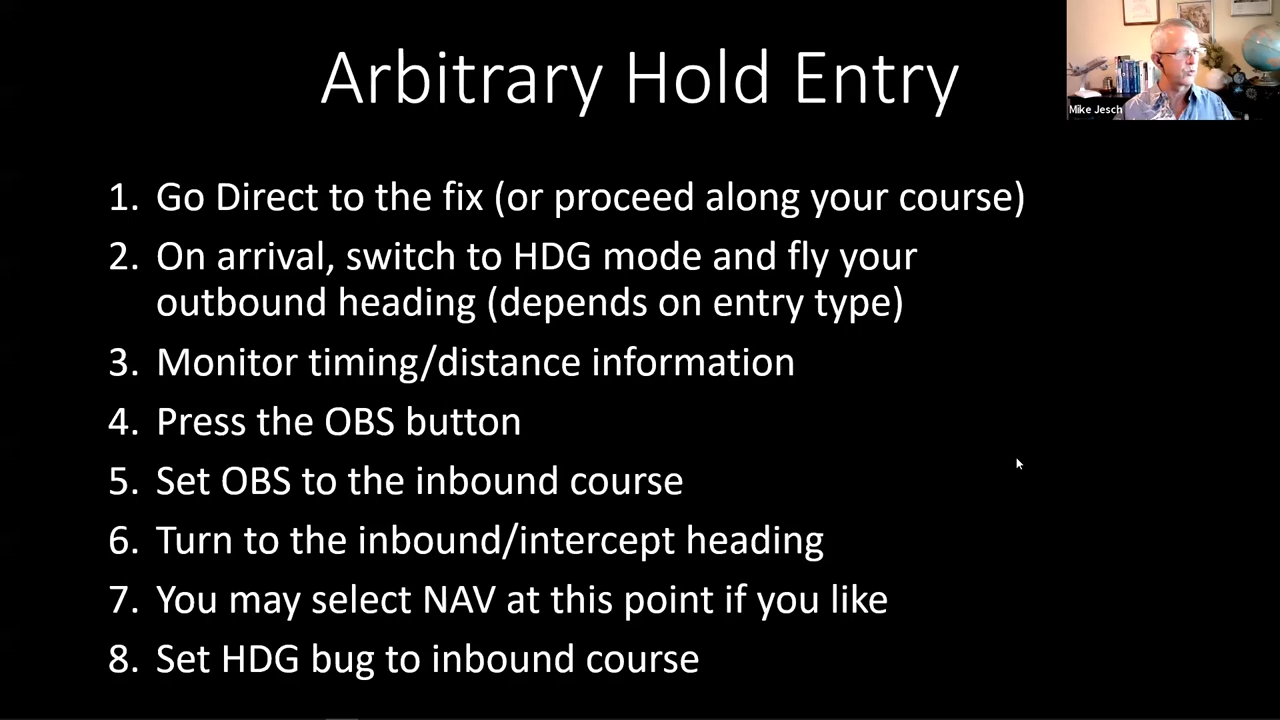 Arbitrary Hold Entry
Mike Jesch
1. Go Direct to the fix (or proceed along your course)
2. On arrival, switch to HDG mode and fly your
outbound heading (depends on entry type)
3. Monitor timing/distance information
4. Press the OBS button
5. Set OBS to the inbound course
6. Turn to the inbound/intercept heading
7. You may select NAV at this point if you like
8. Set HDG bug to inbound course